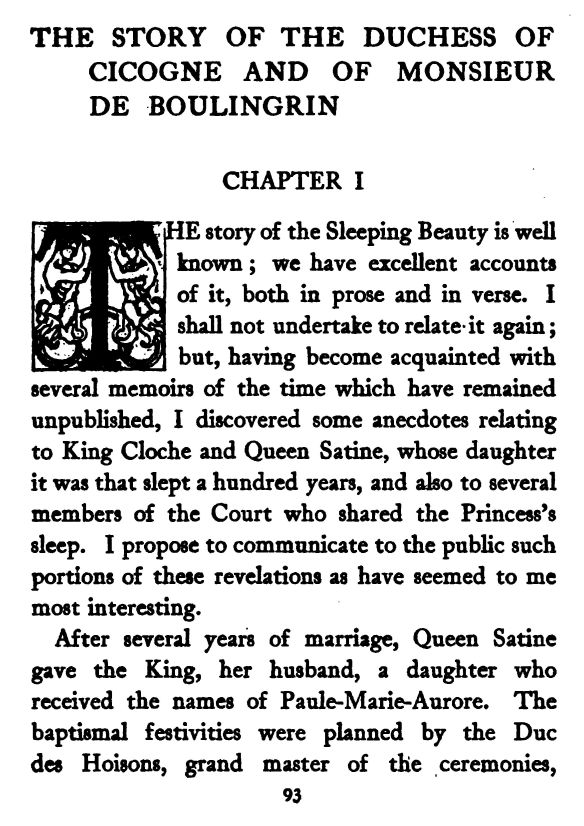 THE STORY OF THE DUCHESS OF
CICOGNE AND OF MONSIEUR
DE BOULINGRIN
CHAPTER I
THE story of the Sleeping Beauty is well
known ; we have excellent accounts
of it, both in prose and in verse. I
shall not undertake to relate it again ;
but, having become acquainted with
several memoirs of the time which have remained
unpublished, I discovered some anecdotes relating
to King Cloche and Queen Satine, whose daughter
it was that slept a hundred years, and also to several
members of the Court who shared the Princess's
sleep. I propose to communicate to the public such
portions of these revelations as have seemed to me
most interesting.
After several years of marriage, Queen Satine
gave the King, her husband, a daughter who
received the names of Paule-Marie-Aurore. The
baptismal festivities were planned by the Duc
des Hoisons, grand master of the ceremonies,
93